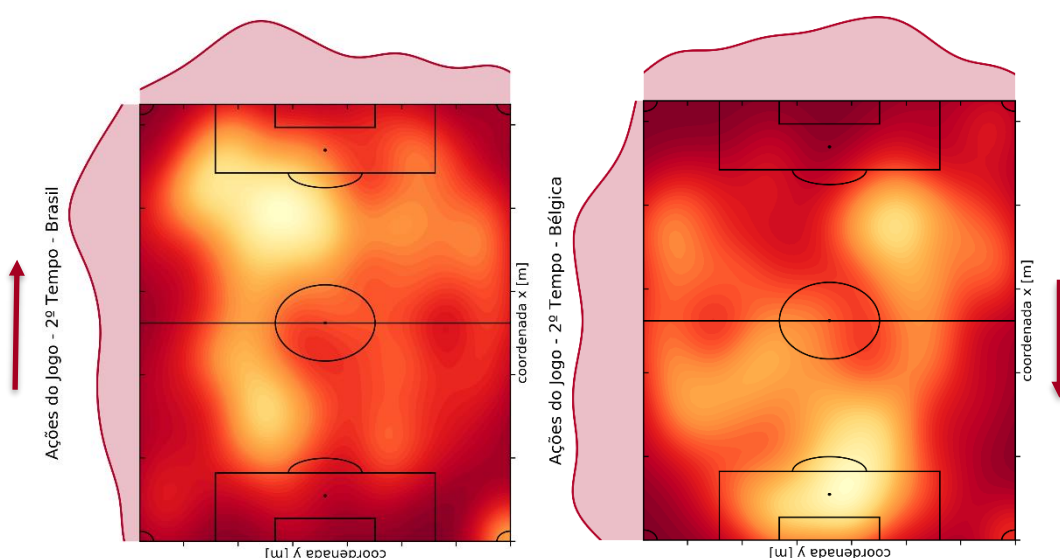 Ações do Jogo - 2º Tempo - Brasil
coordenada x [m]
coordenada y [m]
Ações do Jogo - 2º Tempo - Bélgica
coordenada x [m]
coordenada y [m]